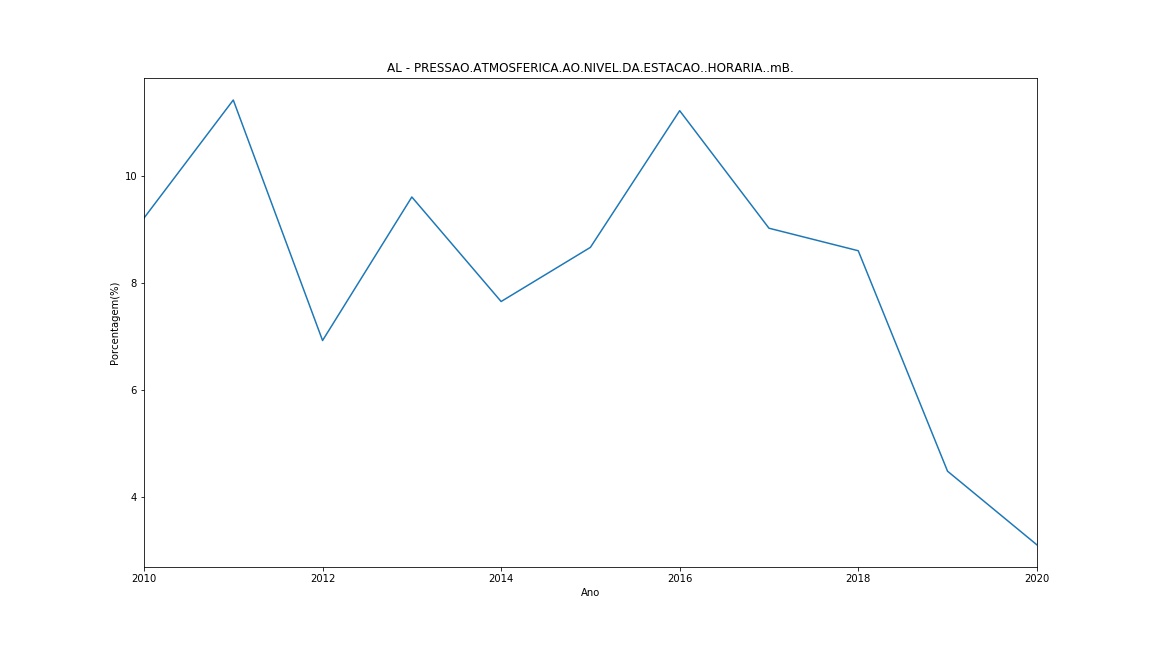 AL - PRESSAO.ATMOSFERICA.AO.NIVEL.DA.ESTACAO..HORARIA..mB.
10
8
6
4
Porcentagem(%)
2010 2012 2014 2016 2018 2020
Ano